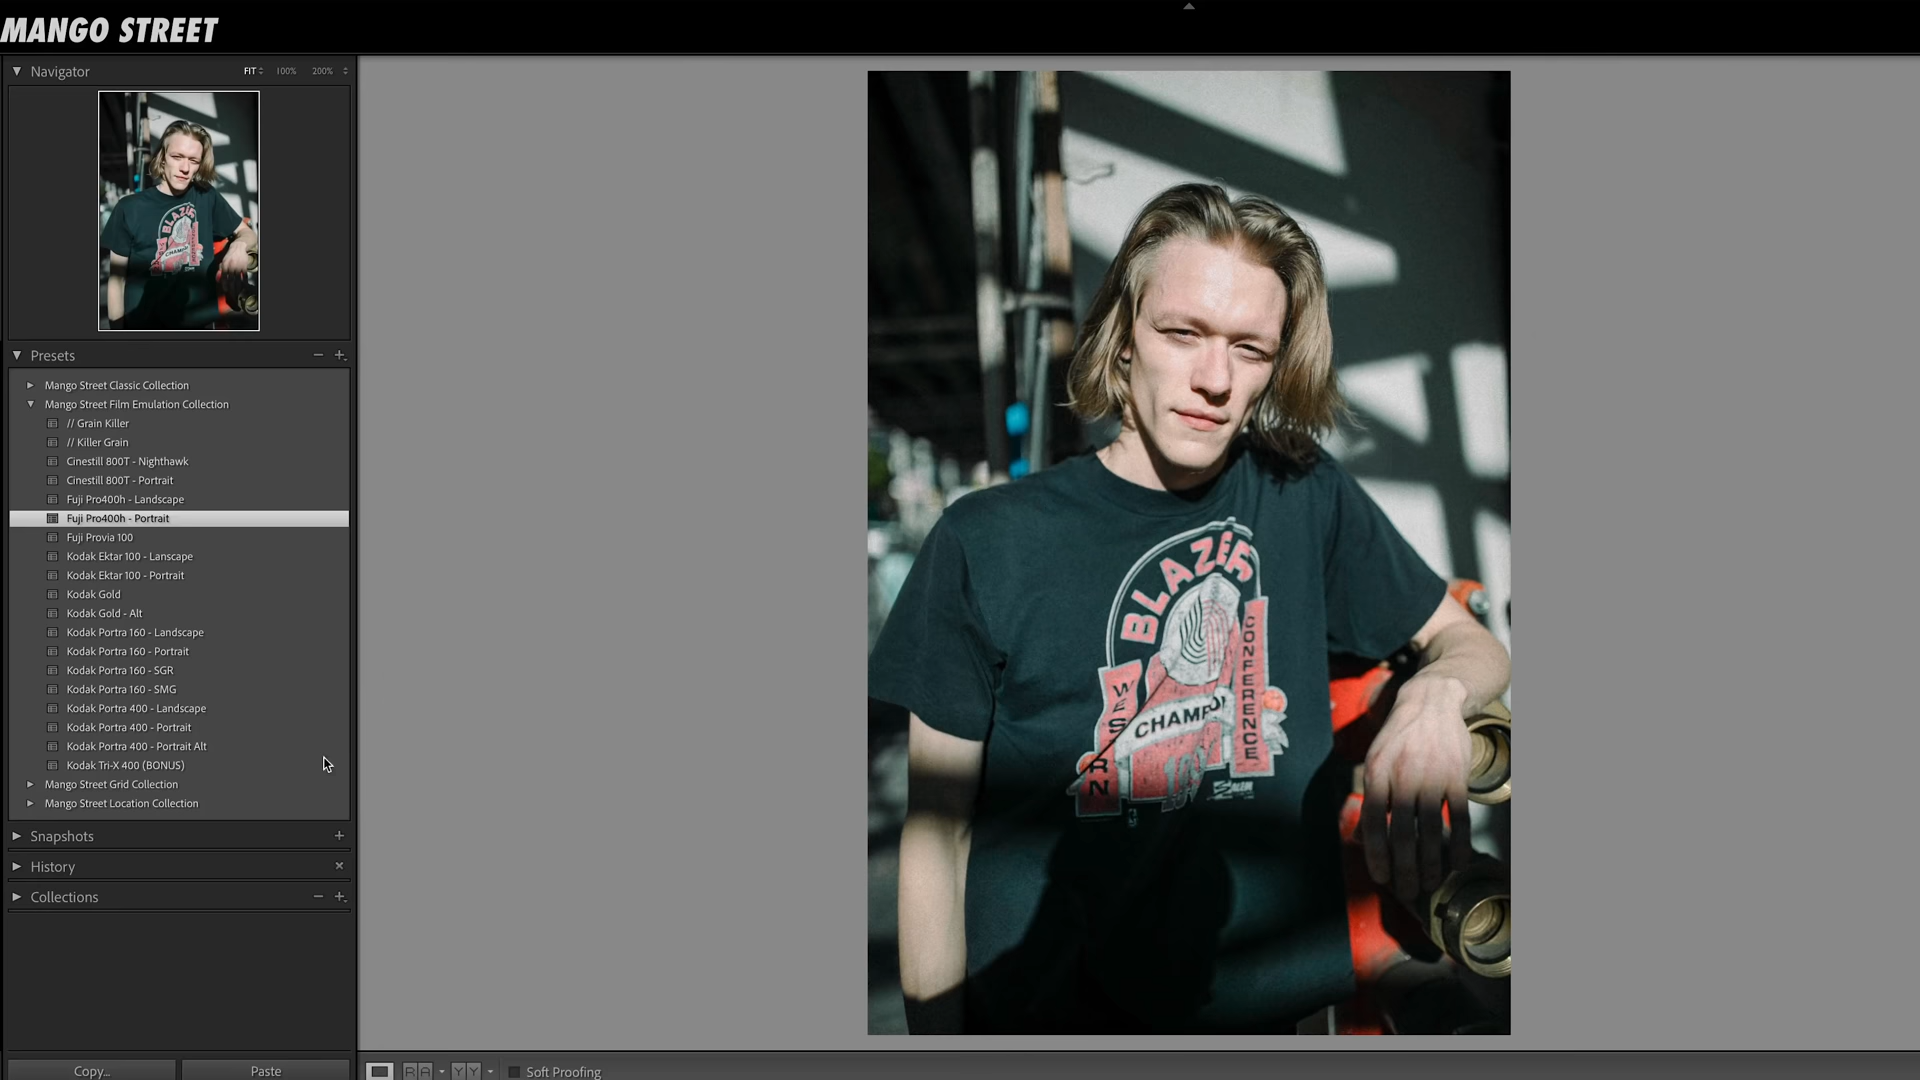 MANGO STREET
Navigator
FIT 100% 200%
Presets
Mango Street Classic Collection
Mango Street Film Emulation Collection
// Grain Killer
// Killer Grain
Cinestill 800T - Nighthawk
Cinestill 800T - Portrait
Fuji Pro400h - Landscape
Fuji Pro400h - Portrait
Fuji Provia 100
Kodak Ektar 100 - Lanscape
Kodak Ektar 100 - Portrait
Kodak Gold
Kodak Gold - Alt
Kodak Portra 160 - Landscape
Kodak Portra 160 - Portrait
Kodak Portra 160 - SGR
Kodak Portra 160 - SMG
Kodak Portra 400 - Landscape
Kodak Portra 400 - Portrait
Kodak Portra 400 - Portrait Alt
Kodak Tri-X 400 (BONUS)
Mango Street Grid Collection
Mango Street Location Collection
Snapshots
History
Collections
Copy...
Paste
RA
YY
Soft Proofing
BLAZER
CONFERENCE